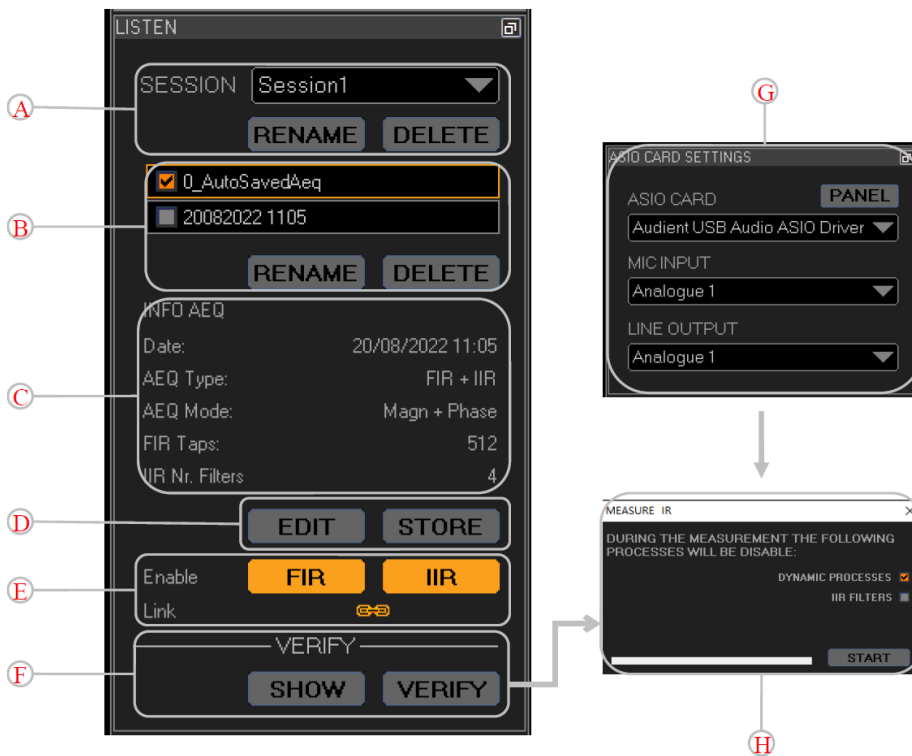 LISTEN
SESSION Session1
RENAME DELETE
A
0_AutoSavedAeq
20082022 1105
B
RENAME DELETE
INFO AEQ
Date: 20/08/2022 11:05
AEQ Type: FIR + IIR
AEQ Mode: Magn + Phase
C
FIR Taps: 512
IIR Nr. Filters 4
D
EDIT STORE
E
Enable FIR IIR
Link
VERIFY
F
SHOW VERIFY
G
ASIO CARD SETTINGS
ASIO CARD PANEL
Audient USB Audio ASIO Driver
MIC INPUT
Analogue 1
LINE OUTPUT
Analogue 1
MEASURE IR
DURING THE MEASUREMENT THE FOLLOWING
PROCESSES WILL BE DISABLE:
DYNAMIC PROCESSES
IIR FILTERS
START
H